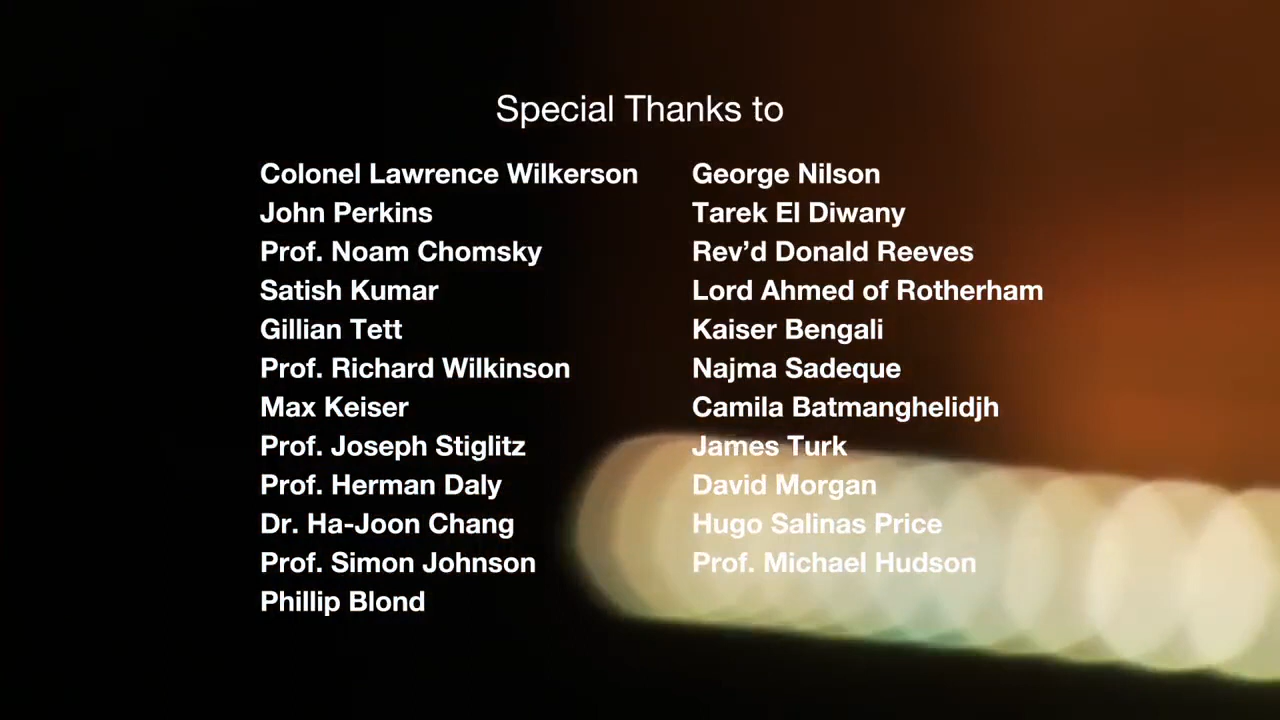 Special Thanks to
Colonel Lawrence Wilkerson
John Perkins
Prof. Noam Chomsky
Satish Kumar
Gillian Tett
Prof. Richard Wilkinson
Max Keiser
Prof. Joseph Stiglitz
Prof. Herman Daly
Dr. Ha-Joon Chang
Prof. Simon Johnson
Phillip Blond
George Nilson
Tarek El Diwany
Rev’d Donald Reeves
Lord Ahmed of Rotherham
Kaiser Bengali
Najma Sadeque
Camila Batmanghelidjh
James Turk
David Morgan
Hugo Salinas Price
Prof. Michael Hudson